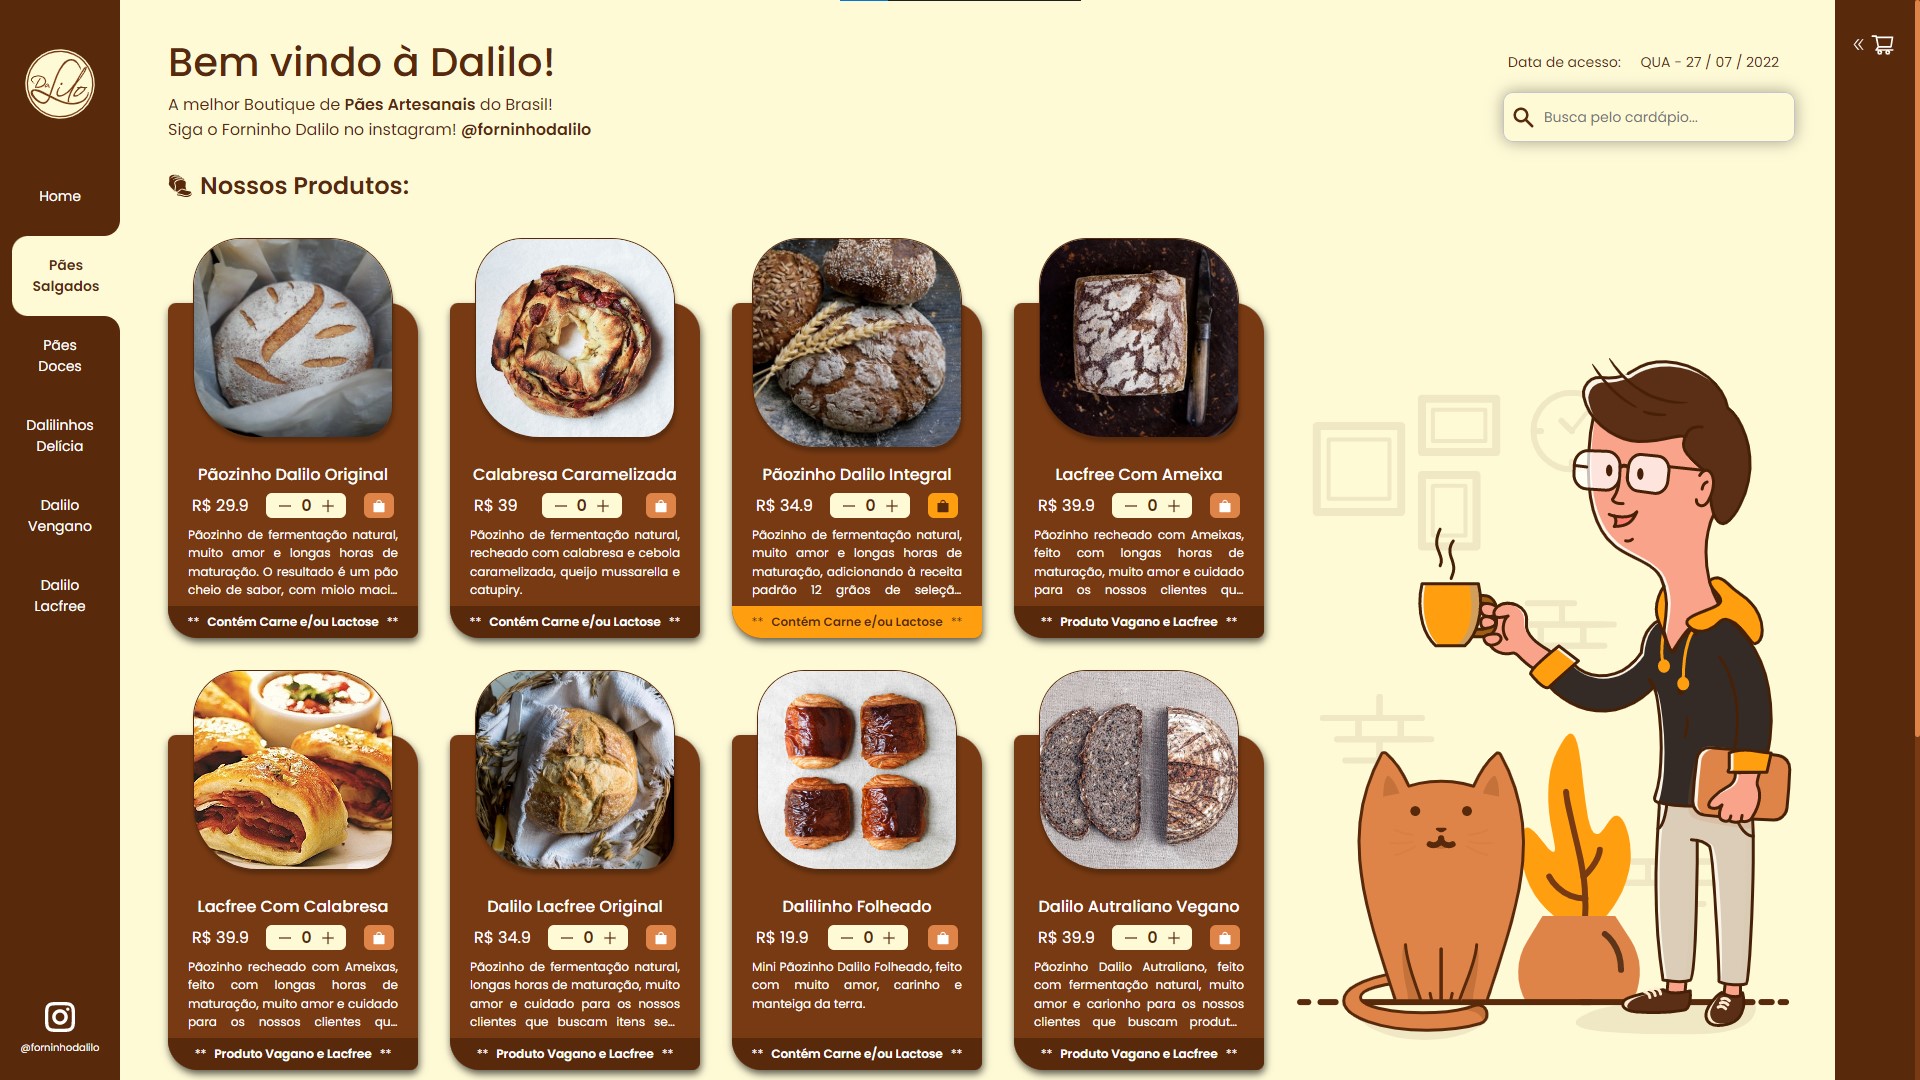 Da Lilo
Home
Pães
Salgados
Pães
Doces
Dalilinhos
Delícia
Dalilo
Vengano
Dalilo
Lacfree
@forninhodalilo
Bem vindo à Dalilo!
A melhor Boutique de Pães Artesanais do Brasil!
Siga o Forninho Dalilo no instagram! @forninhodalilo
Data de acesso: QUA - 27 / 07 / 2022
Busca pelo cardápio...
Nossos Produtos:
Pãozinho Dalilo Original
R$ 29.9 — 0 +
Pãozinho de fermentação natural,
muito amor e longas horas de
maturação. O resultado é um pão
cheio de sabor, com miolo maci...
** Contém Carne e/ou Lactose **
Calabresa Caramelizada
R$ 39 — 0 +
Pãozinho de fermentação natural,
recheado com calabresa e cebola
caramelizada, queijo mussarella e
catupiry.
** Contém Carne e/ou Lactose **
Pãozinho Dalilo Integral
R$ 34.9 — 0 +
Pãozinho de fermentação natural,
muito amor e longas horas de
maturação, adicionando à receita
padrão 12 grãos de seleçã...
** Contém Carne e/ou Lactose **
Lacfree Com Ameixa
R$ 39.9 — 0 +
Pãozinho recheado com Ameixas,
feito com longas horas de
maturação, muito amor e cuidado
para os nossos clientes qu...
** Produto Vagano e Lacfree **
Lacfree Com Calabresa
R$ 39.9 — 0 +
Pãozinho recheado com Ameixas,
feito com longas horas de
maturação, muito amor e cuidado
para os nossos clientes qu...
** Produto Vagano e Lacfree **
Dalilo Lacfree Original
R$ 34.9 — 0 +
Pãozinho de fermentação natural,
longas horas de maturação, muito
amor e cuidado para os nossos
clientes que buscam itens se...
** Produto Vagano e Lacfree **
Dalilinho Folheado
R$ 19.9 — 0 +
Mini Pãozinho Dalilo Folheado, feito
com muito amor, carinho e
manteiga da terra.
** Contém Carne e/ou Lactose **
Dalilo Autraliano Vegano
R$ 39.9 — 0 +
Pãozinho Dalilo Autraliano, feito
com fermentação natural, muito
amor e carionho para os nossos
clientes que buscam produt...
** Produto Vagano e Lacfree **